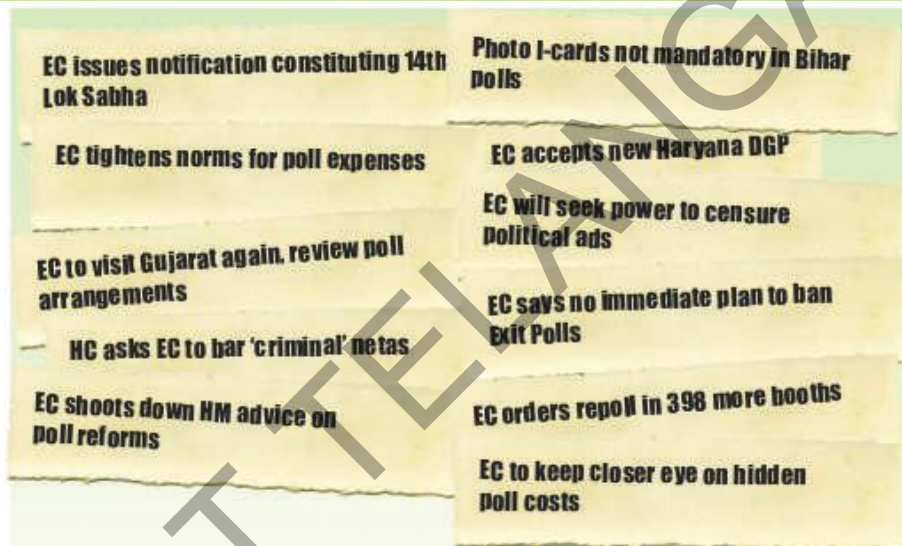 EC issues notification constituting 14th
Lok Sabha
EC tightens norms for poll expenses
EC to visit Gujarat again, review poll
arrangements
HC asks EC to bar ‘criminal’ netas
EC shoots down HM advice on
poll reforms
Photo I-cards not mandatory in Bihar
polls
EC accepts new Haryana DGP
EC will seek power to censure
political ads
EC says no immediate plan to ban
Exit Polls
EC orders repoll in 398 more booths
EC to keep closer eye on hidden
poll costs
T TELANGA